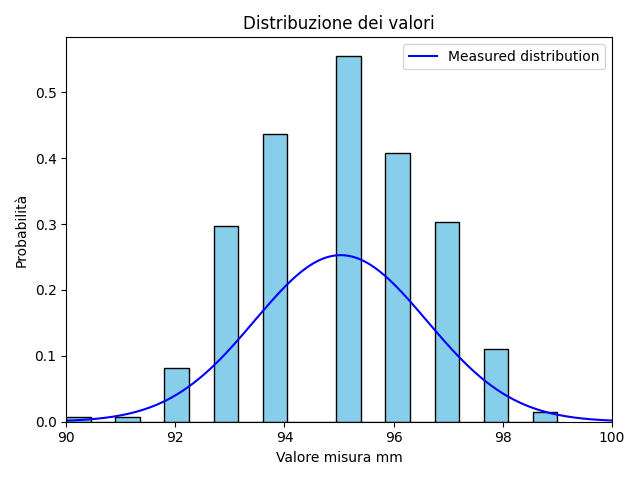 Distribuzione dei valori
Measured distribution
Probabilità
0.5
0.4
0.3
0.2
0.1
0.0
90 92 94 96 98 100
Valore misura mm